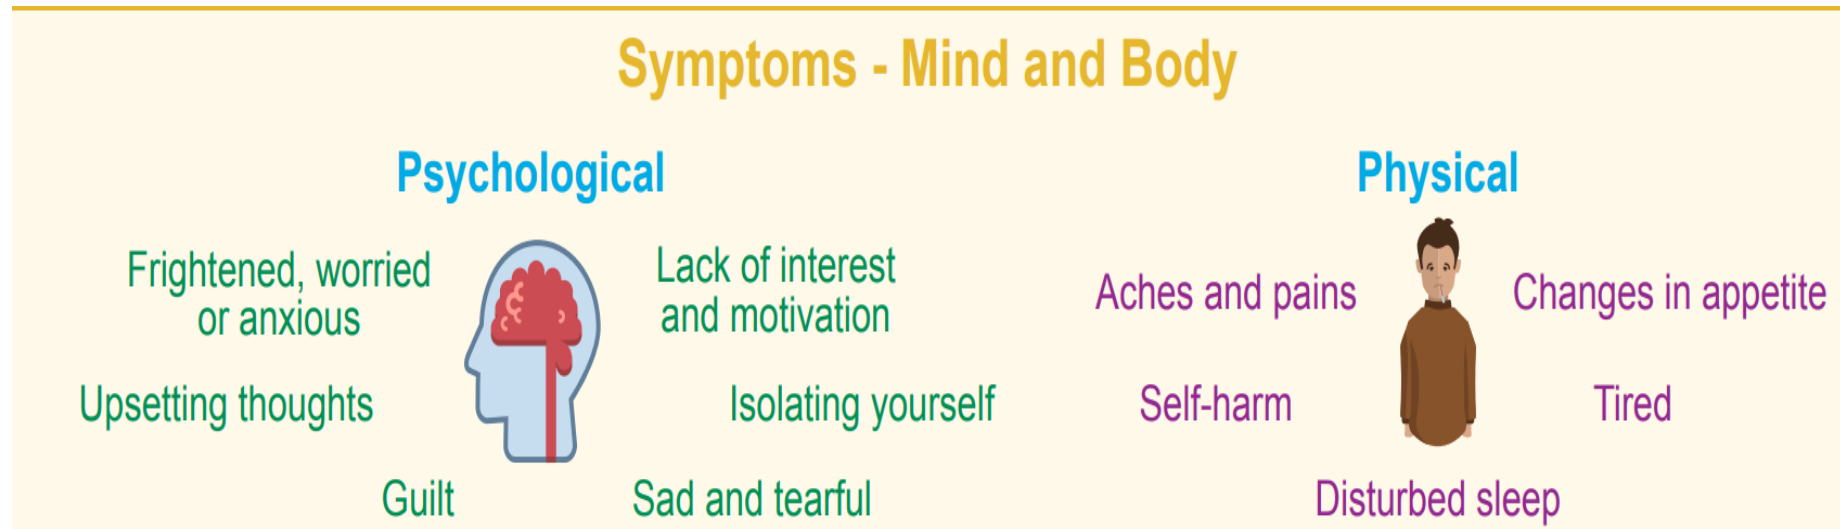 Symptoms - Mind and Body
Psychological
Frightened, worried
or anxious
Lack of interest
and motivation
Upsetting thoughts
Isolating yourself
Guilt
Sad and tearful
Physical
Aches and pains
Changes in appetite
Self-harm
Tired
Disturbed sleep